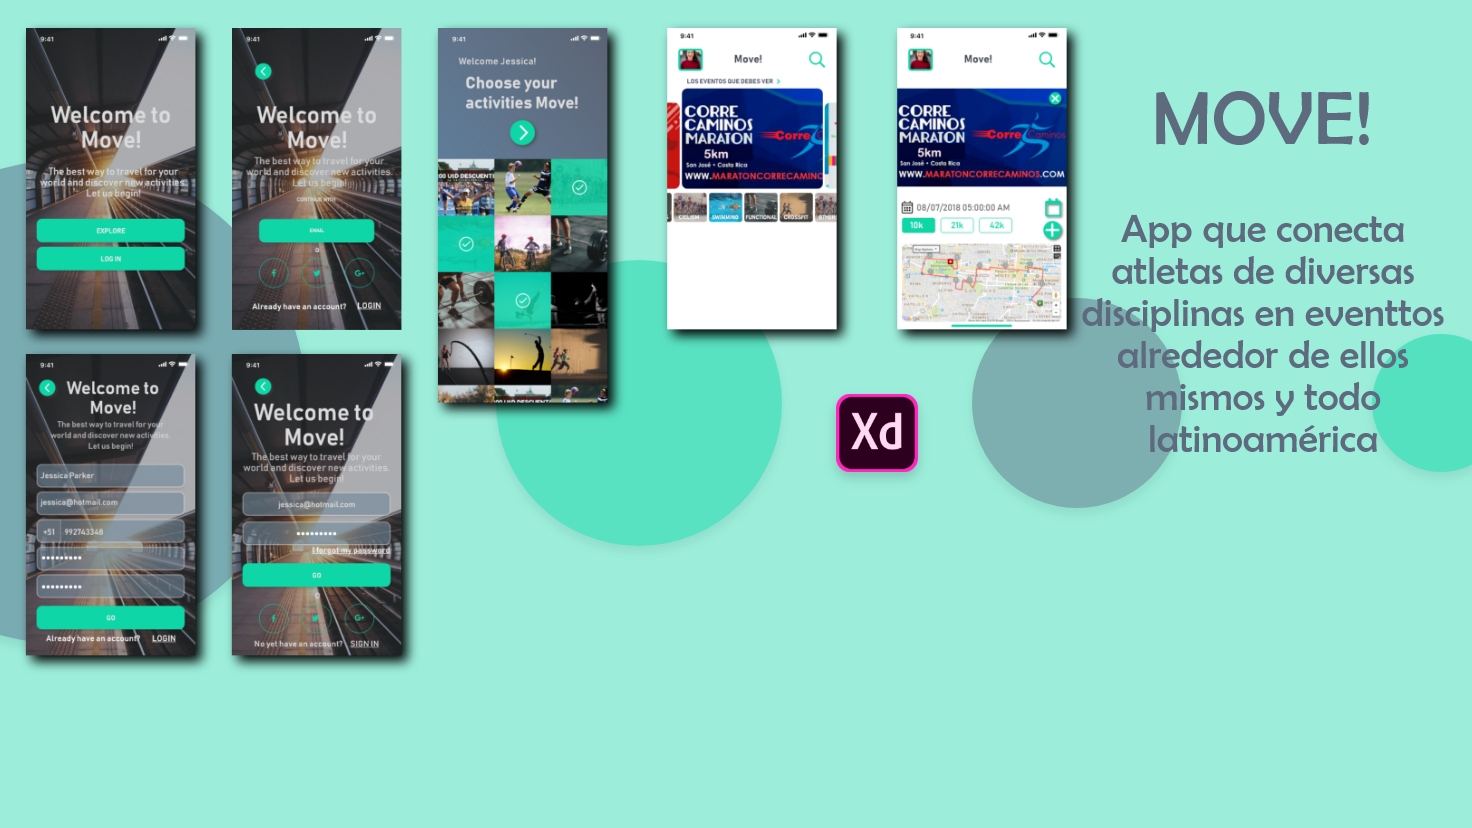 9:41
Welcome to
Move!
The best way to travel for your
world and discover new activities.
Let us begin!
EXPLORE
LOG IN
9:41
Welcome to
Move!
The best way to travel for your
world and discover new activities.
Let us begin!
CONTINUE WHIT
EMAIL
O
f
G+
Already have an account? LOGIN
9:41
Welcome Jessica!
Choose your
activities Move!
00 USD DESCUENT
00 USD DESCUENT
9:41
Move!
LOS EVENTOS QUE DEBES VER
CORRE
CAMINOS
MARATON
Corre
5km
San José • Costa Rica
WWW.MARATONCORRECAMINO
CICLISM
SWIMMING
FUNCTIONAL
CROSSFIT
OTHER
9:41
Move!
CORRE
CAMINOS
MARATON
Corre Caminos
5km
San José • Costa Rica
WWW.MARATONCORRECAMINOS.COM
08/07/2018 05:00:00 AM
10k
21k
42k
MOVE!
App que conecta
atletas de diversas
disciplinas en eventtos
alrededor de ellos
mismos y todo
latinoamérica
Xd
9:41
Welcome to
Move!
The best way to travel for your
world and discover new activities.
Let us begin!
Jessica Parker
jessica@hotmail.com
+51 992743348
GO
Already have an account? LOGIN
9:41
Welcome to
Move!
The best way to travel for your
world and discover new activities.
Let us begin!
jessica@hotmail.com
I forgot my password
GO
O
f
G+
No yet have an account? SIGN IN